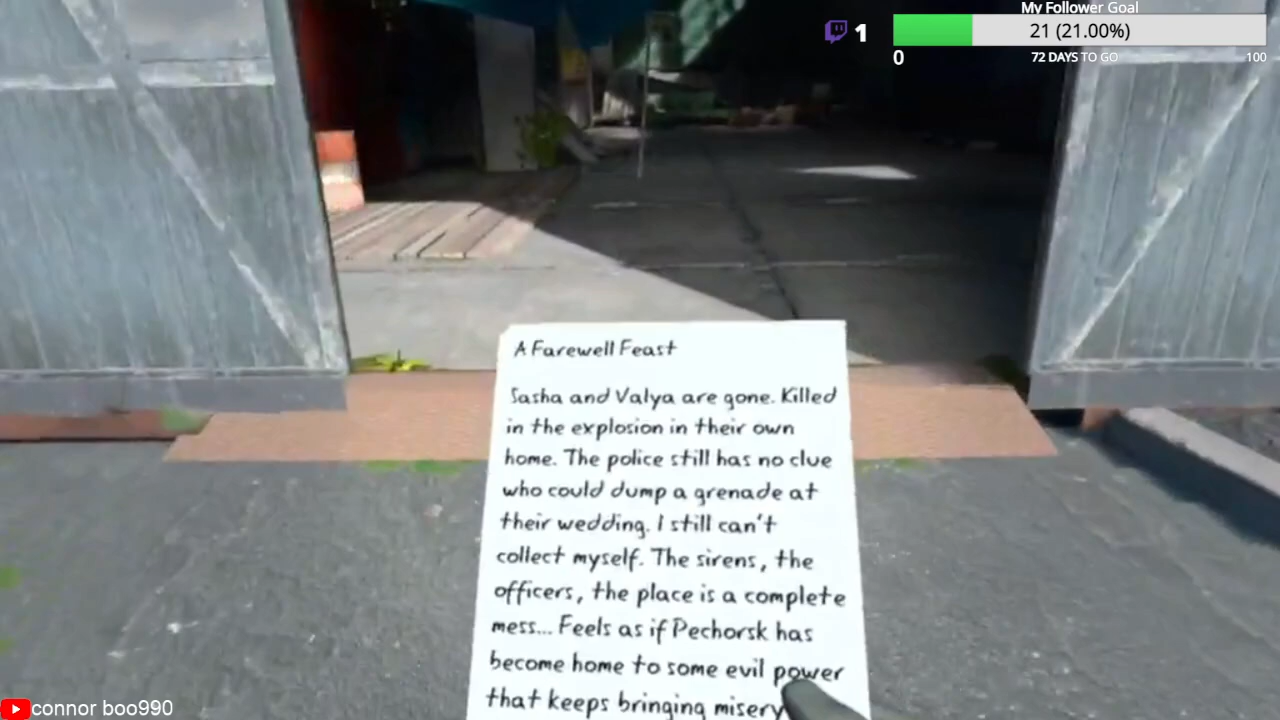 My Follower Goal
1
21 (21.00%)
0
72 DAYS TO GO
100
A Farewell Feast
Sasha and Valya are gone. Killed
in the explosion in their own
home. The police still has no clue
who could dump a grenade at
their wedding. I still can't
collect myself. The sirens, the
officers, the place is a complete
mess... Feels as if Pechorsk has
become home to some evil power
that keeps bringing misery
connor boo990